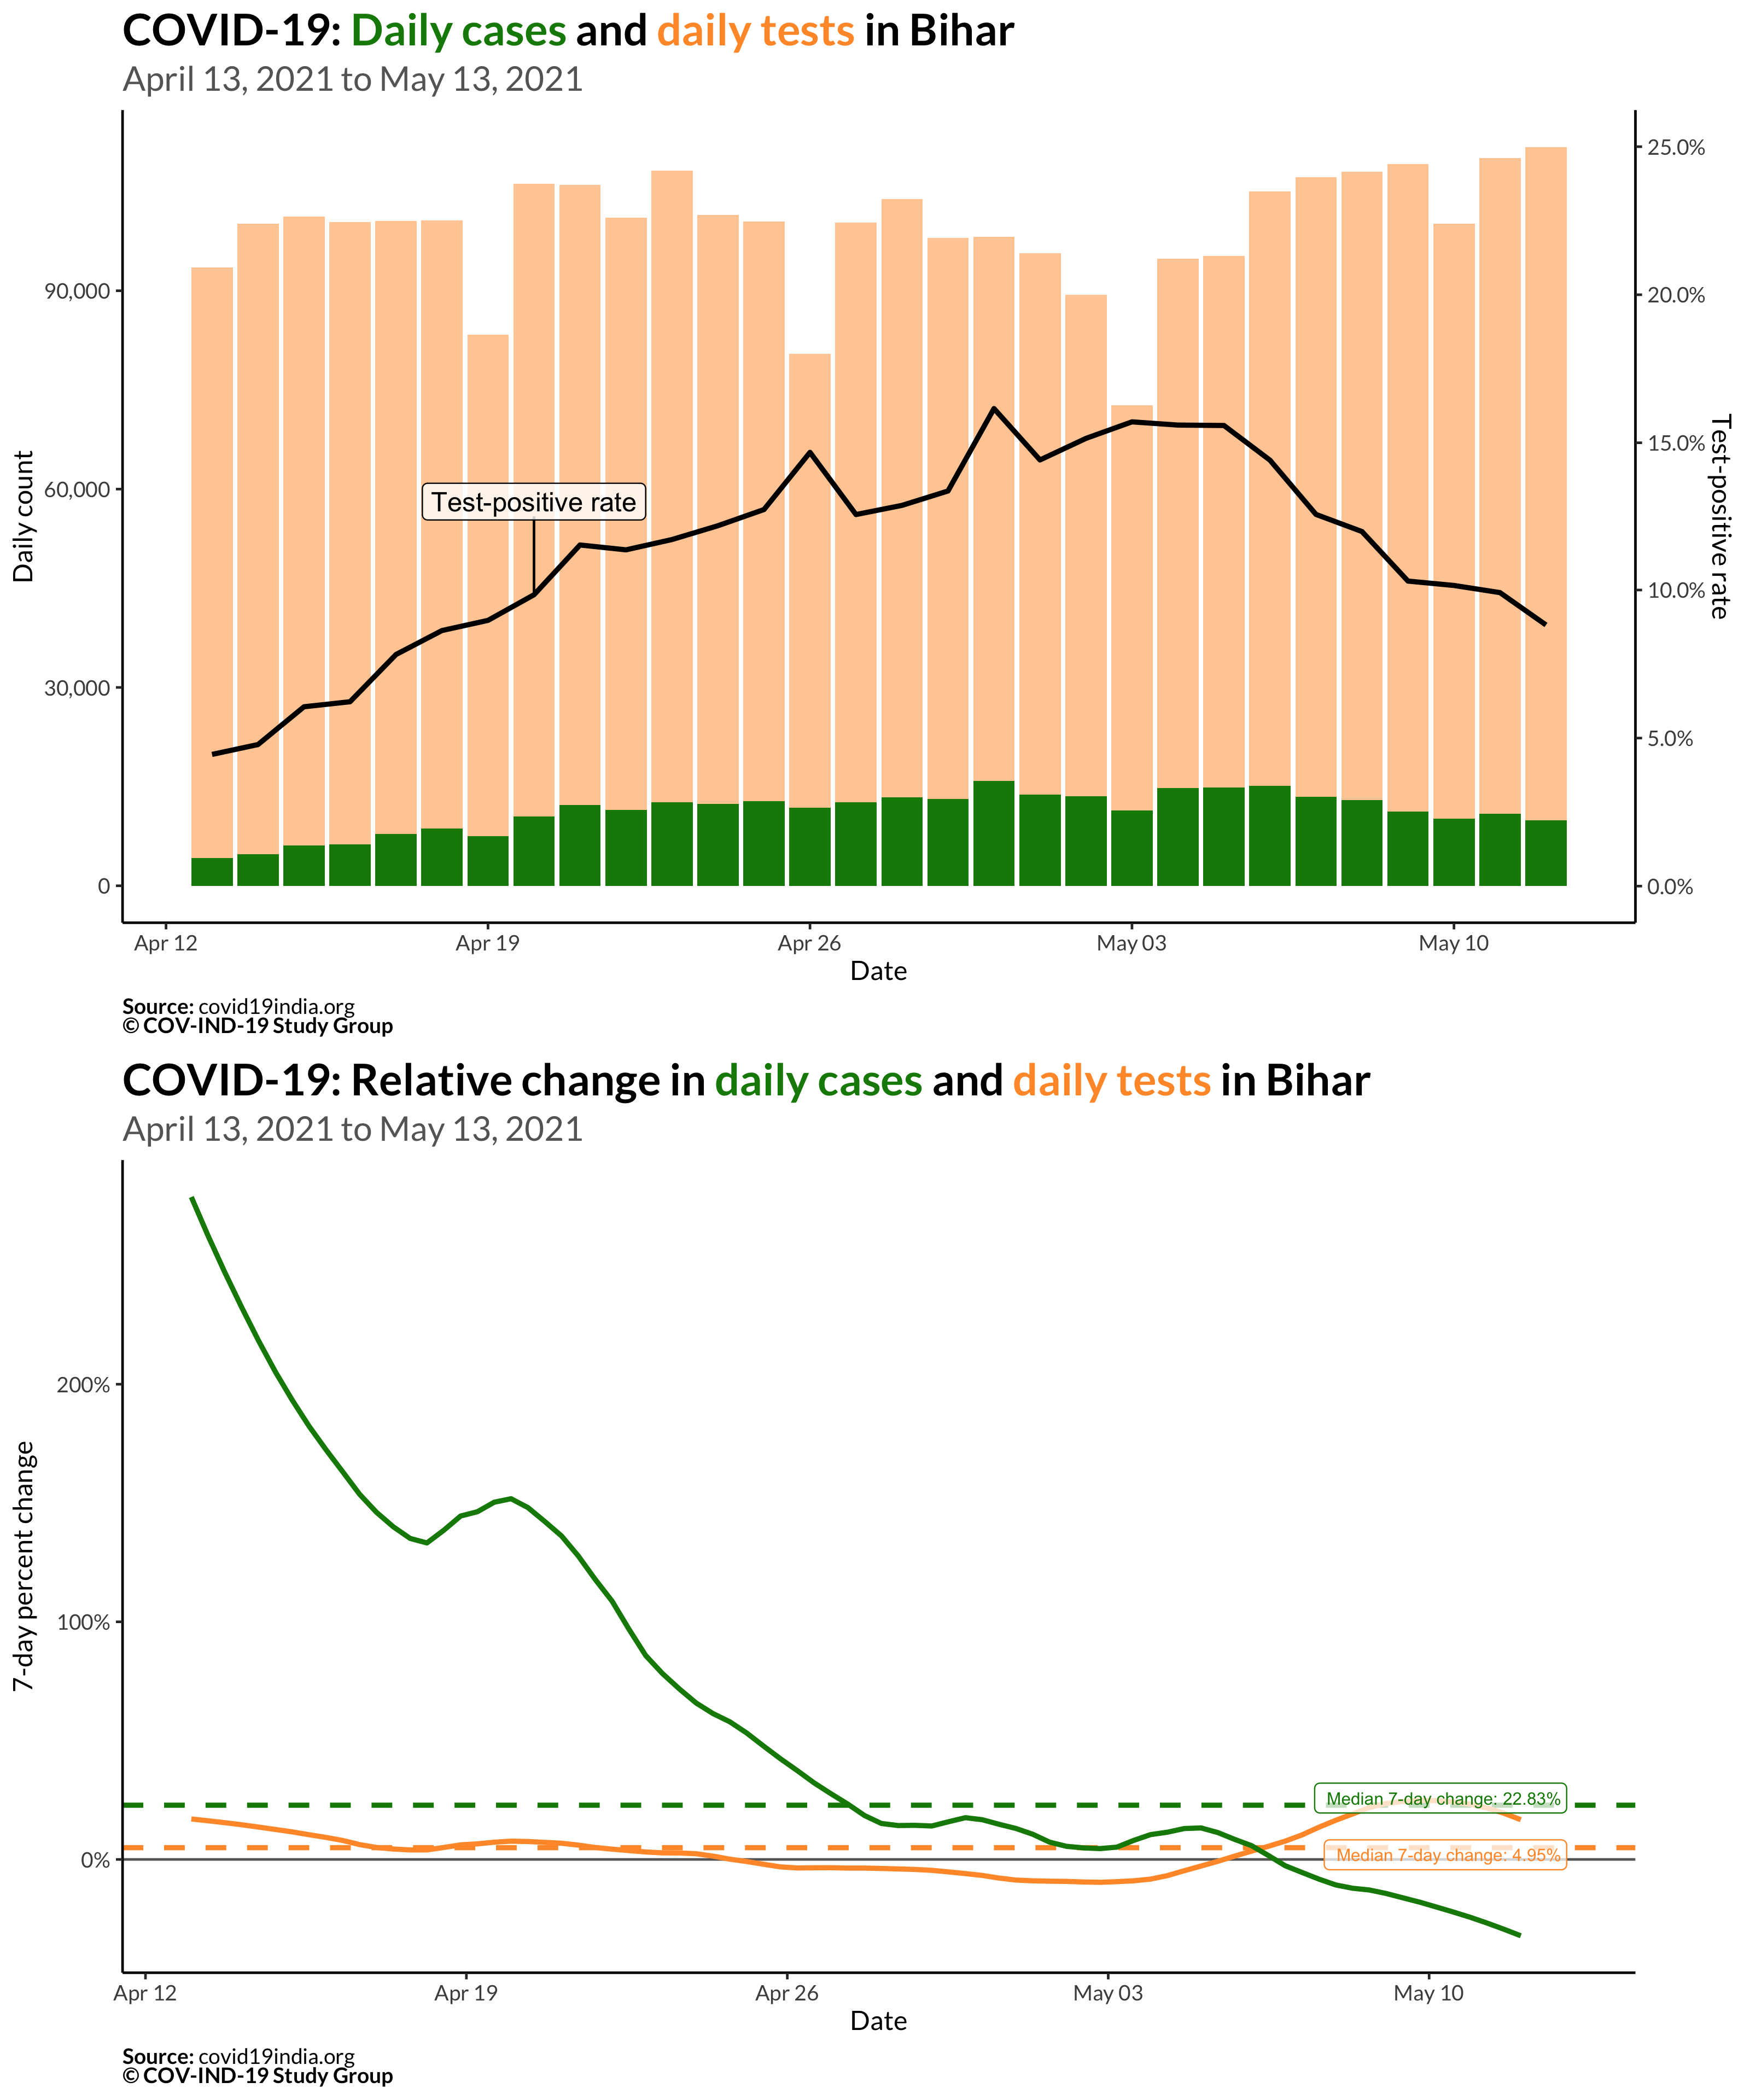 COVID-19: Daily cases and daily tests in Bihar
April 13, 2021 to May 13, 2021
25.0%
90,000
20.0%
15.0%
Daily count
Test-positive rate
60,000
Test-positive rate
10.0%
30,000
5.0%
0
0.0%
Apr 12
Apr 19
Apr 26
May 03
May 10
Date
Source: covid19india.org
© COV-IND-19 Study Group
COVID-19: Relative change in daily cases and daily tests in Bihar
April 13, 2021 to May 13, 2021
200%
7-day percent change
100%
Median 7-day change: 22.83%
Median 7-day change: 4.95%
0%
Apr 12
Apr 19
Apr 26
May 03
May 10
Date
Source: covid19india.org
© COV-IND-19 Study Group